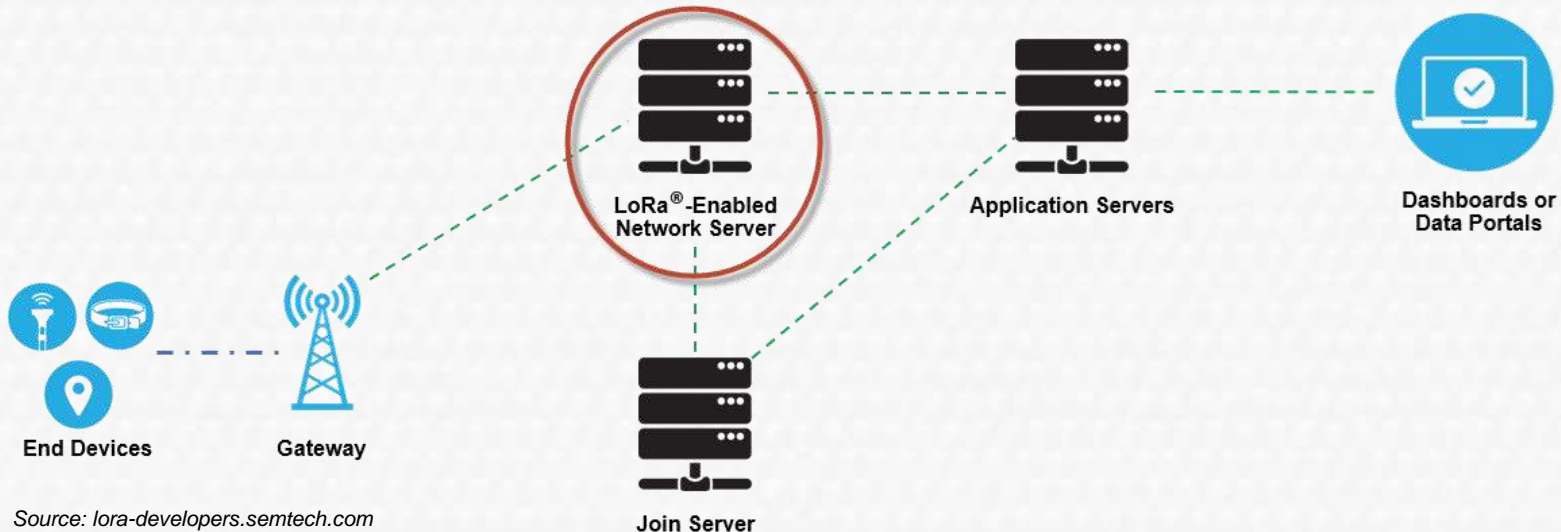 LoRa®-Enabled
Network Server
Application Servers
Dashboards or
Data Portals
End Devices
Gateway
Join Server
Source: lora-developers.semtech.com